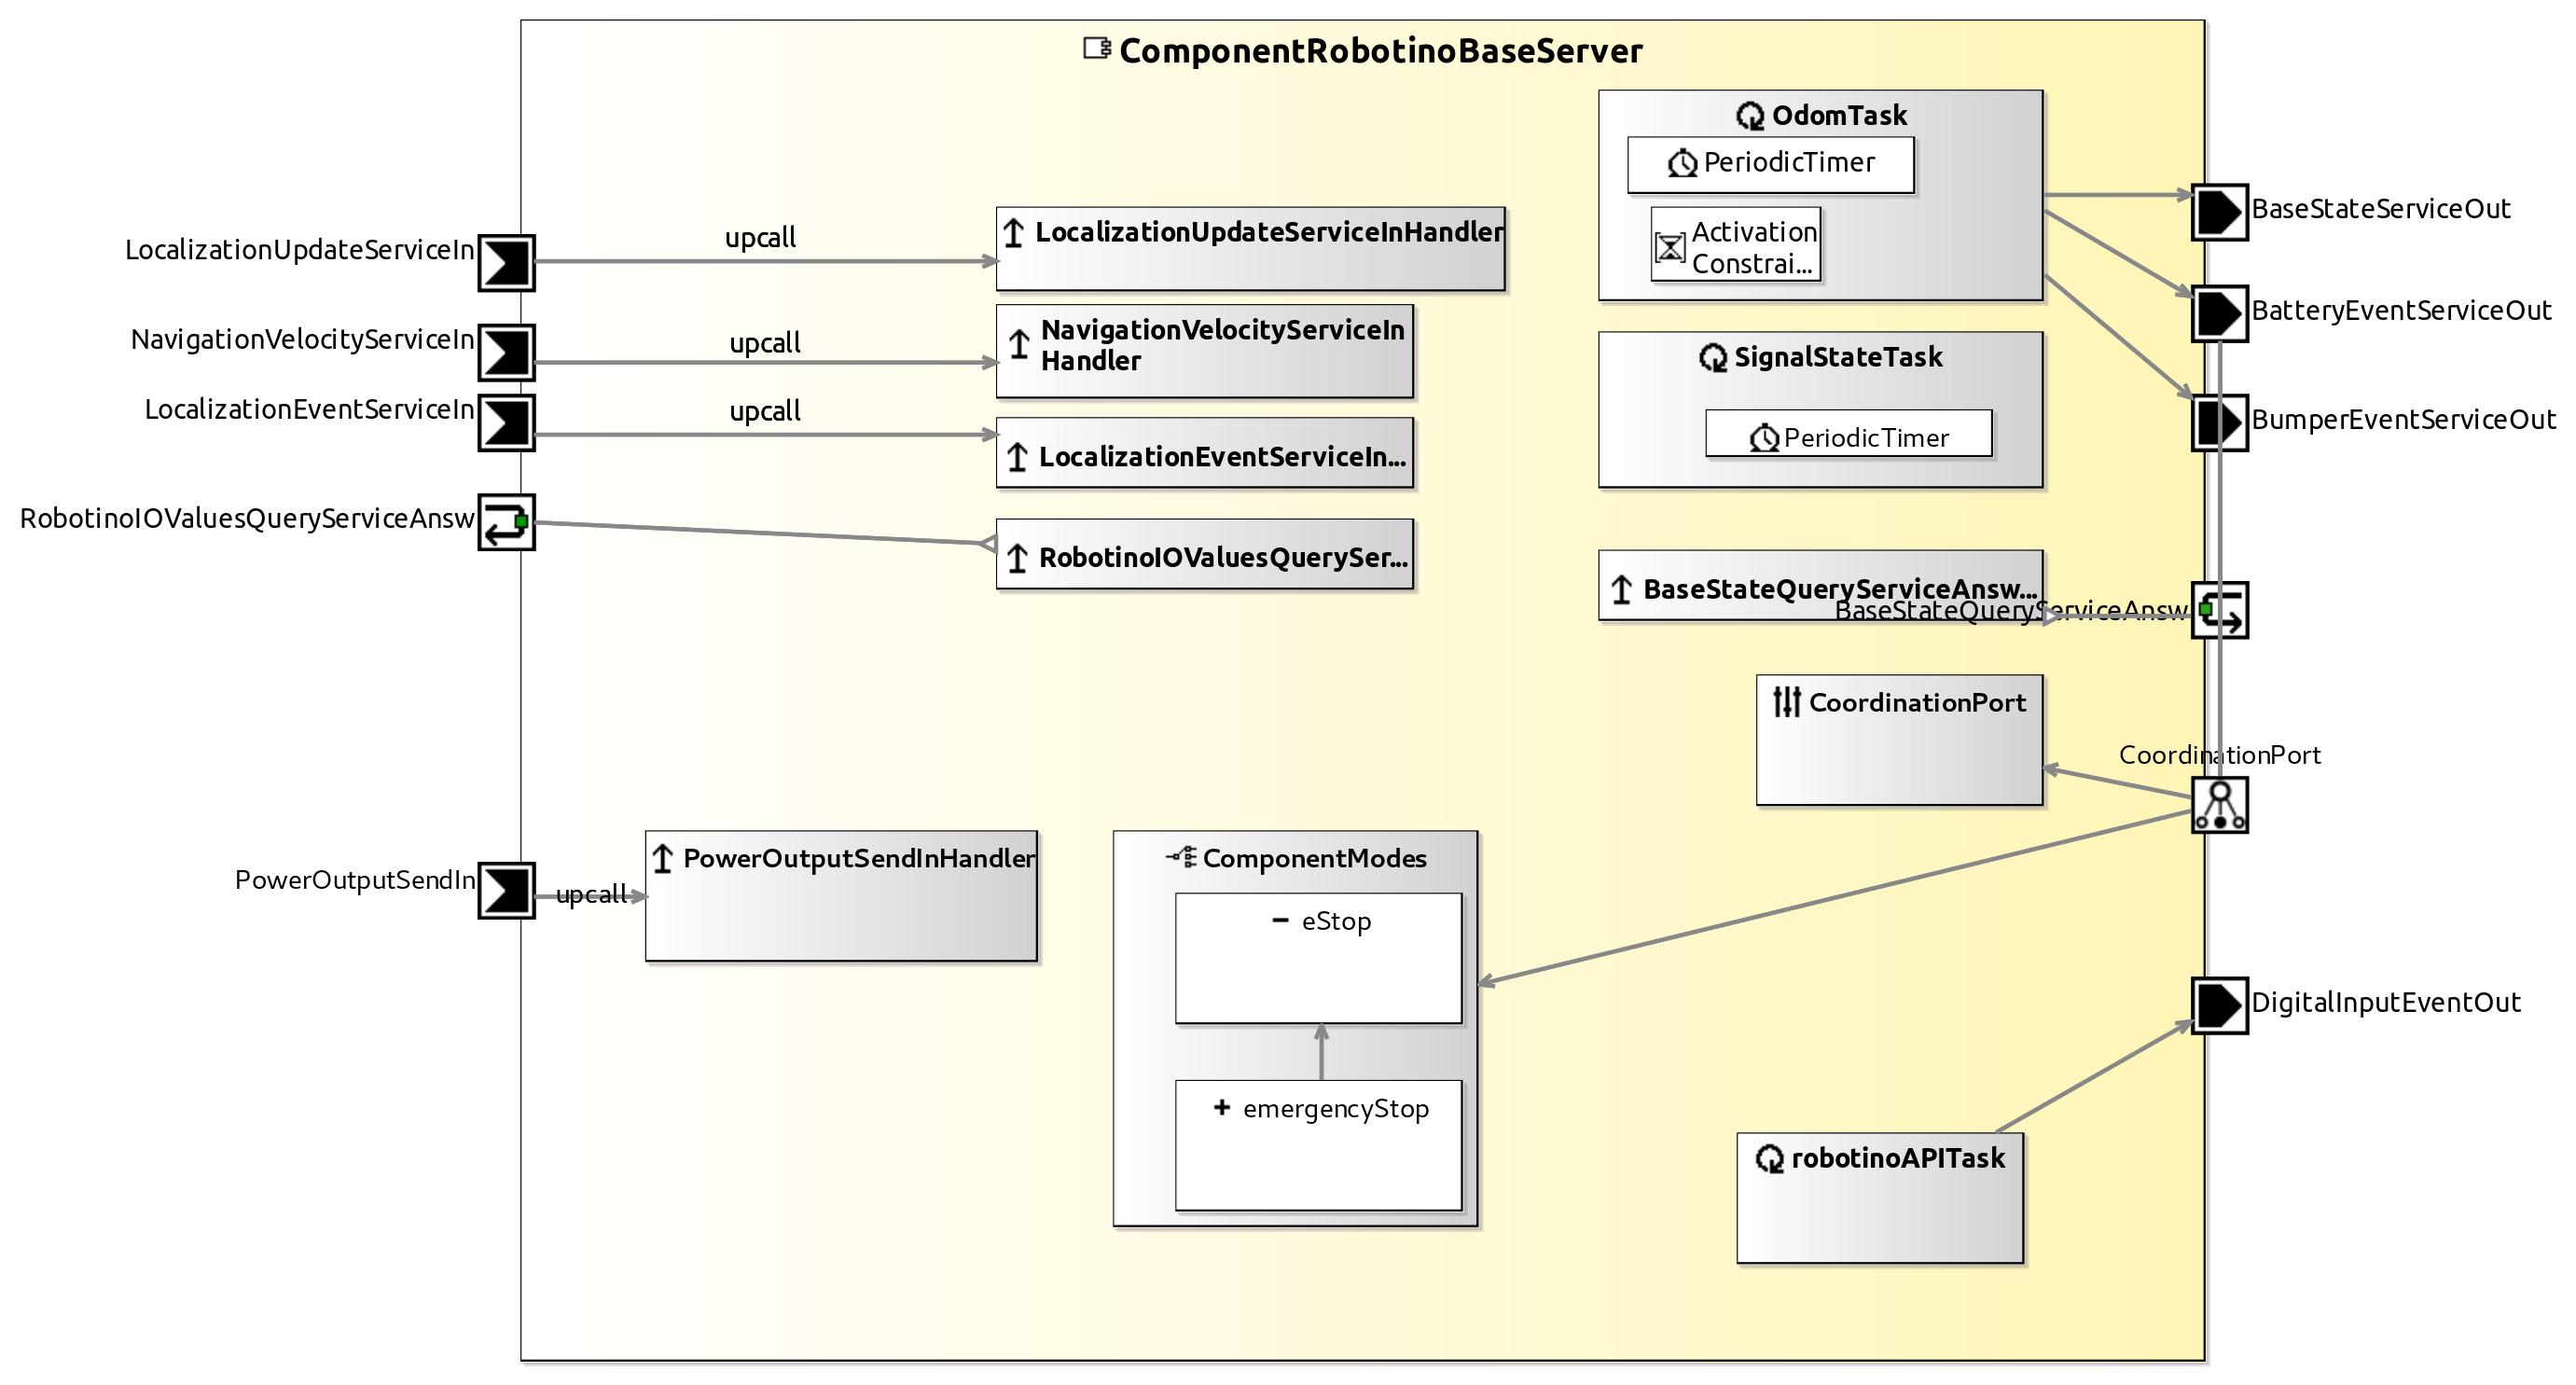 ComponentRobotinoBaseServer
OdomTask
PeriodicTimer
Activation
Constrai...
BaseStateServiceOut
LocalizationUpdateServiceIn
upcall
LocalizationUpdateServiceInHandler
BatteryEventServiceOut
NavigationVelocityServiceIn
upcall
NavigationVelocityServiceIn
Handler
SignalStateTask
PeriodicTimer
BumperEventServiceOut
LocalizationEventServiceIn
upcall
LocalizationEventServiceIn...
RobotinoIOValuesQueryServiceAnsw
RobotinoIOValuesQuerySer...
BaseStateQueryServiceAnsw...
BaseStateQueryServiceAnsw
CoordinationPort
CoordinationPort
PowerOutputSendIn
upcall
PowerOutputSendInHandler
ComponentModes
eStop
emergencyStop
DigitalInputEventOut
robotinoAPITask